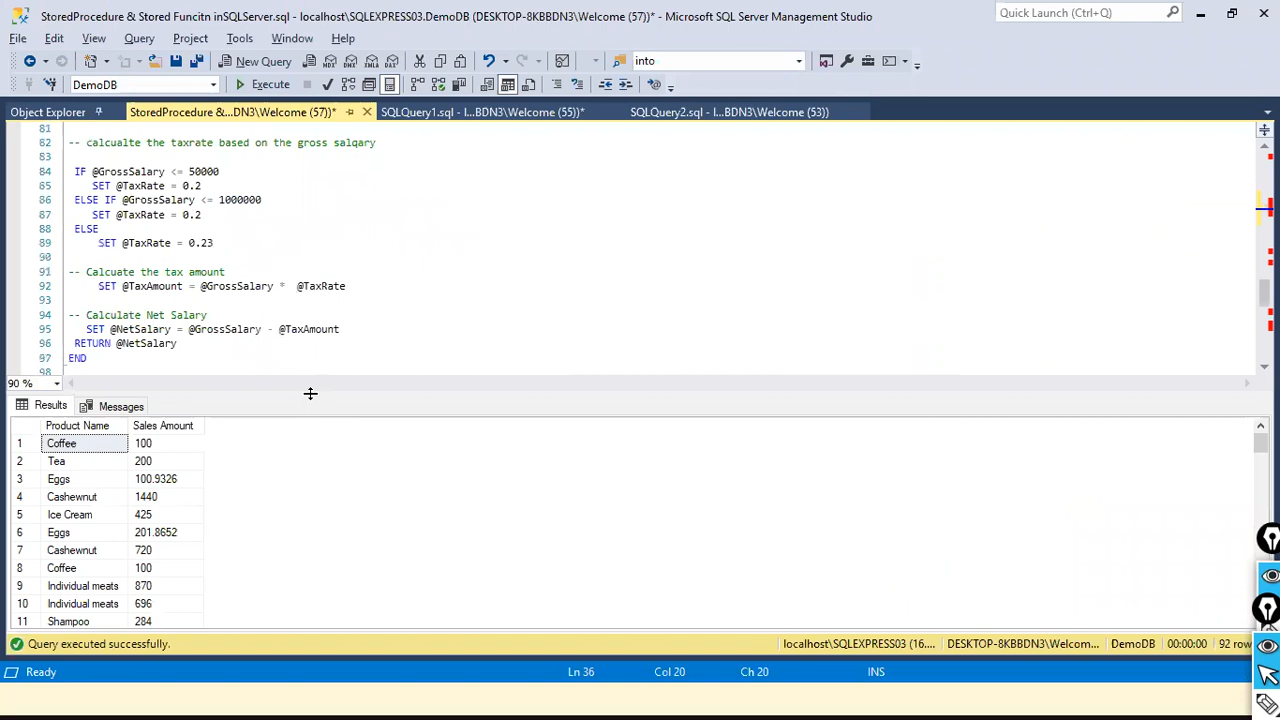 StoredProcedure & Stored Funcitn inSQLServer.sql - localhost\SQLEXPRESS03.DemoDB (DESKTOP-8KBBDN3\Welcome (57))* - Microsoft SQL Server Management Studio
Quick Launch (Ctrl+Q)
File Edit View Query Project Tools Window Help
New Query into
DemoDB Execute
Object Explorer StoredProcedure &...DN3\Welcome (57))* SQLQuery1.sql - l...BDN3\Welcome (55))* SQLQuery2.sql - l...BDN3\Welcome (53))
81
82 -- calcualte the taxrate based on the gross salqary
83
84 IF @GrossSalary <= 50000
85 SET @TaxRate = 0.2
86 ELSE IF @GrossSalary <= 1000000
87 SET @TaxRate = 0.2
88 ELSE
89 SET @TaxRate = 0.23
90
91 -- Calcuate the tax amount
92 SET @TaxAmount = @GrossSalary * @TaxRate
93
94 -- Calculate Net Salary
95 SET @NetSalary = @GrossSalary - @TaxAmount
96 RETURN @NetSalary
97 END
98
90 %
Results Messages
Product Name Sales Amount
1 Coffee 100
2 Tea 200
3 Eggs 100.9326
4 Cashewnut 1440
5 Ice Cream 425
6 Eggs 201.8652
7 Cashewnut 720
8 Coffee 100
9 Individual meats 870
10 Individual meats 696
11 Shampoo 284
Query executed successfully. localhost\SQLEXPRESS03 (16.... DESKTOP-8KBBDN3\Welcom... DemoDB 00:00:00 92 row
Ready Ln 36 Col 20 Ch 20 INS